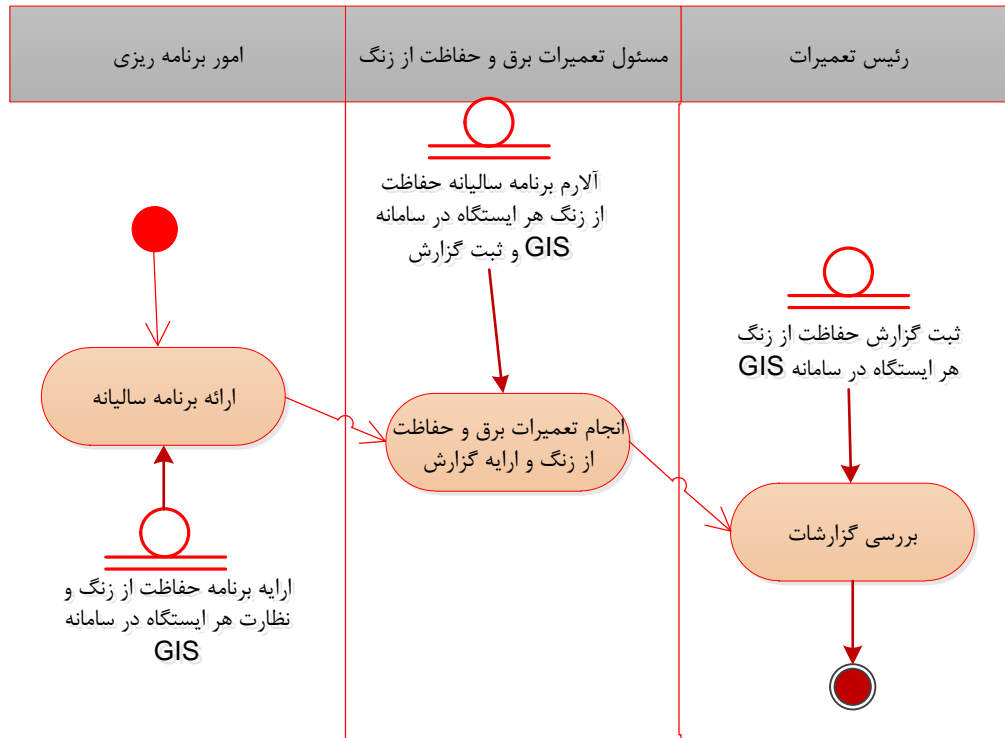 رئیس تعمیرات
مسئول تعمیرات برق و حفاظت از زنگ
امور برنامه ریزی
آلارم برنامه سالیانه حفاظت
از زنگ هر ایستگاه در سامانه
GIS و ثبت گزارش
ثبت گزارش حفاظت از زنگ
هر ایستگاه در سامانه GIS
ارائه برنامه سالیانه
انجام تعمیرات برق و حفاظت
از زنگ و ارایه گزارش
بررسی گزارشات
ارایه برنامه حفاظت از زنگ و
نظارت هر ایستگاه در سامانه
GIS